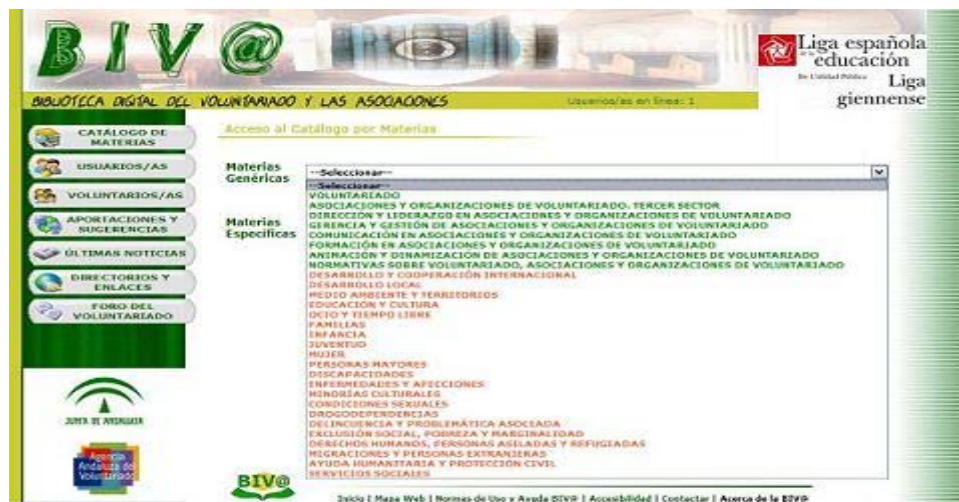 BIV@
Liga española
de la educación
De Utilidad Pública
Liga
giennense
BIBLIOTECA DIGITAL DEL VOLUNTARIADO Y LAS ASOCIACIONES
Usuarios/as en línea: 1
CATÁLOGO DE
MATERIAS
USUARIOS/AS
VOLUNTARIOS/AS
APORTACIONES Y
SUGERENCIAS
ÚLTIMAS NOTICIAS
DIRECTORIOS Y
ENLACES
FORO DEL
VOLUNTARIADO
JUNTA DE ANDALUCIA
Agencia
Andaluza del
Voluntariado
Acceso al Catálogo por Materias
Materias
Genéricas
--Seleccionar--
Materias
Específicas
--Seleccionar--
VOLUNTARIADO
ASOCIACIONES Y ORGANIZACIONES DE VOLUNTARIADO. TERCER SECTOR
DIRECCIÓN Y LIDERAZGO EN ASOCIACIONES Y ORGANIZACIONES DE VOLUNTARIADO
GERENCIA Y GESTIÓN DE ASOCIACIONES Y ORGANIZACIONES DE VOLUNTARIADO
COMUNICACIÓN EN ASOCIACIONES Y ORGANIZACIONES DE VOLUNTARIADO
FORMACIÓN EN ASOCIACIONES Y ORGANIZACIONES DE VOLUNTARIADO
ANIMACIÓN Y DINAMIZACIÓN DE ASOCIACIONES Y ORGANIZACIONES DE VOLUNTARIADO
NORMATIVAS SOBRE VOLUNTARIADO, ASOCIACIONES Y ORGANIZACIONES DE VOLUNTARIADO
DESARROLLO Y COOPERACIÓN INTERNACIONAL
DESARROLLO LOCAL
MEDIO AMBIENTE Y TERRITORIOS
EDUCACIÓN Y CULTURA
OCIO Y TIEMPO LIBRE
FAMILIAS
INFANCIA
JUVENTUD
MUJER
PERSONAS MAYORES
DISCAPACIDADES
ENFERMEDADES Y AFECCIONES
MINORÍAS CULTURALES
CONDICIONES SEXUALES
DROGODEPENDENCIAS
DELINCUENCIA Y PROBLEMÁTICA ASOCIADA
EXCLUSIÓN SOCIAL, POBREZA Y MARGINALIDAD
DERECHOS HUMANOS, PERSONAS ASILADAS Y REFUGIADAS
MIGRACIONES Y PERSONAS EXTRANJERAS
AYUDA HUMANITARIA Y PROTECCIÓN CIVIL
SERVICIOS SOCIALES
BIV@
Inicio | Mapa Web | Normas de Uso y Ayuda BIV@ | Accesibilidad | Contactar | Acerca de la BIV@